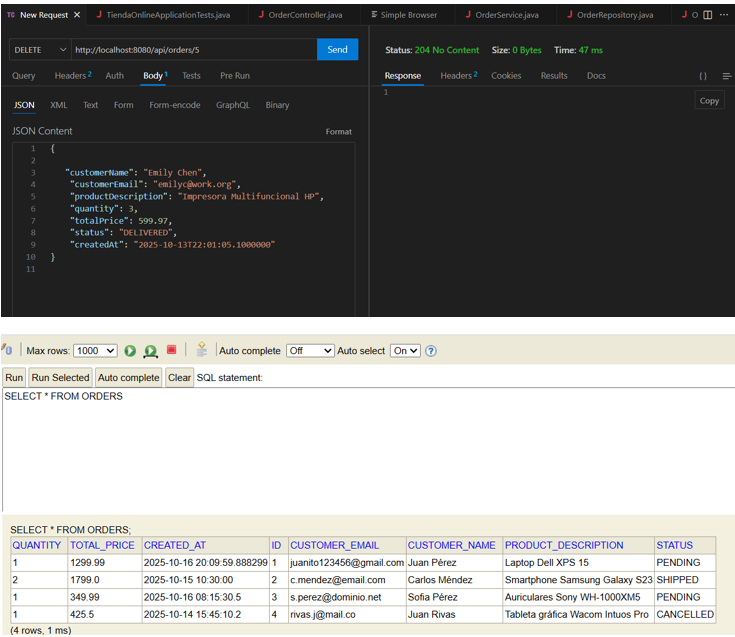 TC New Request X J TiendaOnlineApplicationTests.java J OrderController.java Simple Browser J OrderService.java J OrderRepository.java J O ...
DELETE http://localhost:8080/api/orders/5 Send
Status: 204 No Content Size: 0 Bytes Time: 47 ms
Query Headers 2 Auth Body 1 Tests Pre Run
Response Headers 2 Cookies Results Docs { }
JSON XML Text Form Form-encode GraphQL Binary
1
Copy
JSON Content Format
1 {
2
3 "customerName": "Emily Chen",
4 "customerEmail": "emilyc@work.org",
5 "productDescription": "Impresora Multifuncional HP",
6 "quantity": 3,
7 "totalPrice": 599.97,
8 "status": "DELIVERED",
9 "createdAt": "2025-10-13T22:01:05.1000000"
10 }
11
Max rows: 1000 Auto complete Off Auto select On ?
Run Run Selected Auto complete Clear SQL statement:
SELECT * FROM ORDERS
SELECT * FROM ORDERS;
QUANTITY TOTAL_PRICE CREATED_AT ID CUSTOMER_EMAIL CUSTOMER_NAME PRODUCT_DESCRIPTION STATUS
1 1299.99 2025-10-16 20:09:59.888299 1 juanito123456@gmail.com Juan Pérez Laptop Dell XPS 15 PENDING
2 1799.0 2025-10-15 10:30:00 2 c.mendez@email.com Carlos Méndez Smartphone Samsung Galaxy S23 SHIPPED
1 349.99 2025-10-16 08:15:30.5 3 s.perez@dominio.net Sofía Pérez Auriculares Sony WH-1000XM5 PENDING
1 425.5 2025-10-14 15:45:10.2 4 rivas.j@mail.co Juan Rivas Tableta gráfica Wacom Intuos Pro CANCELLED
(4 rows, 1 ms)